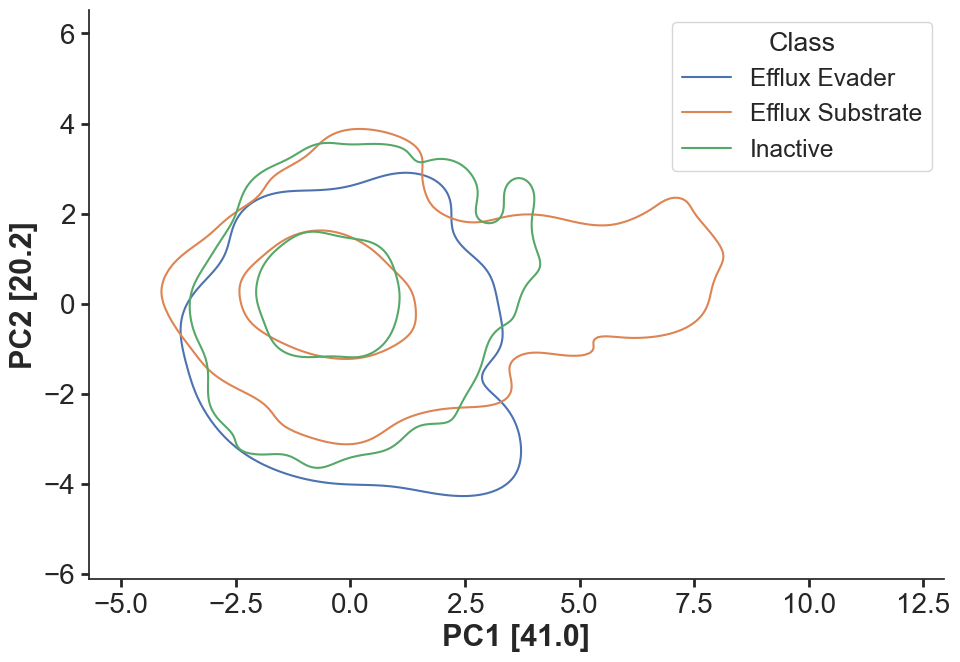 Class
Efflux Evader
Efflux Substrate
Inactive
6
4
2
0
−2
−4
−6
PC2 [20.2]
−5.0 −2.5 0.0 2.5 5.0 7.5 10.0 12.5
PC1 [41.0]